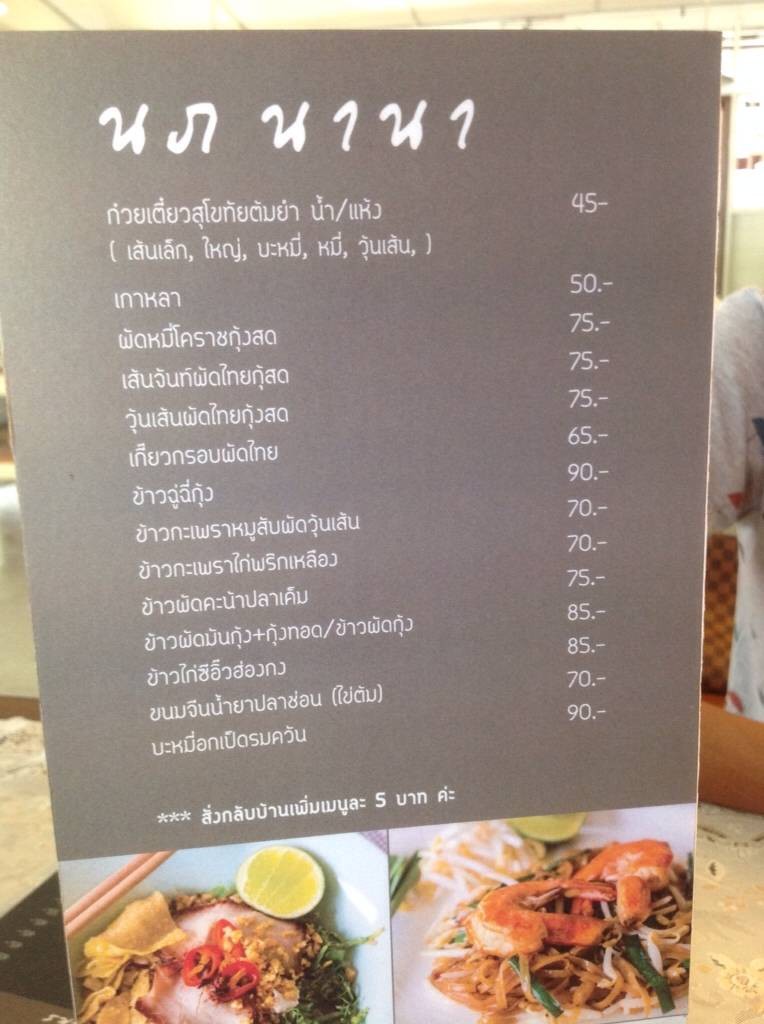 นภ นานา
ก๋วยเตี๋ยวสุโขทัยต้มยำ น้ำ/แห้ง 45-
( เส้นเล็ก, ใหญ่, บะหมี่, หมี่, วุ้นเส้น, )
เกาหลา 50.-
ผัดหมี่โคราชกุ้งสด 75.-
เส้นจันท์ผัดไทยกุ้สด 75.-
วุ้นเส้นผัดไทยกุ้งสด 75.-
เกี๊ยวกรอบผัดไทย 65.-
ข้าวฉู่ฉี่กุ้ง 90.-
ข้าวกะเพราหมูสับผัดวุ้นเส้น 70.-
ข้าวกะเพราไก่พริกเหลือง 70.-
ข้าวผัดคะน้าปลาเค็ม 75.-
ข้าวผัดมันกุ้ง+กุ้งทอด/ข้าวผัดกุ้ง 85.-
ข้าวไก่ซีอิ๊วฮ่องกง 85.-
ขนมจีนน้ำยาปลาช่อน (ไข่ต้ม) 70.-
บะหมี่อกเป็ดรมควัน 90.-
*** สั่งกลับบ้านเพิ่มเมนูละ 5 บาท ค่ะ